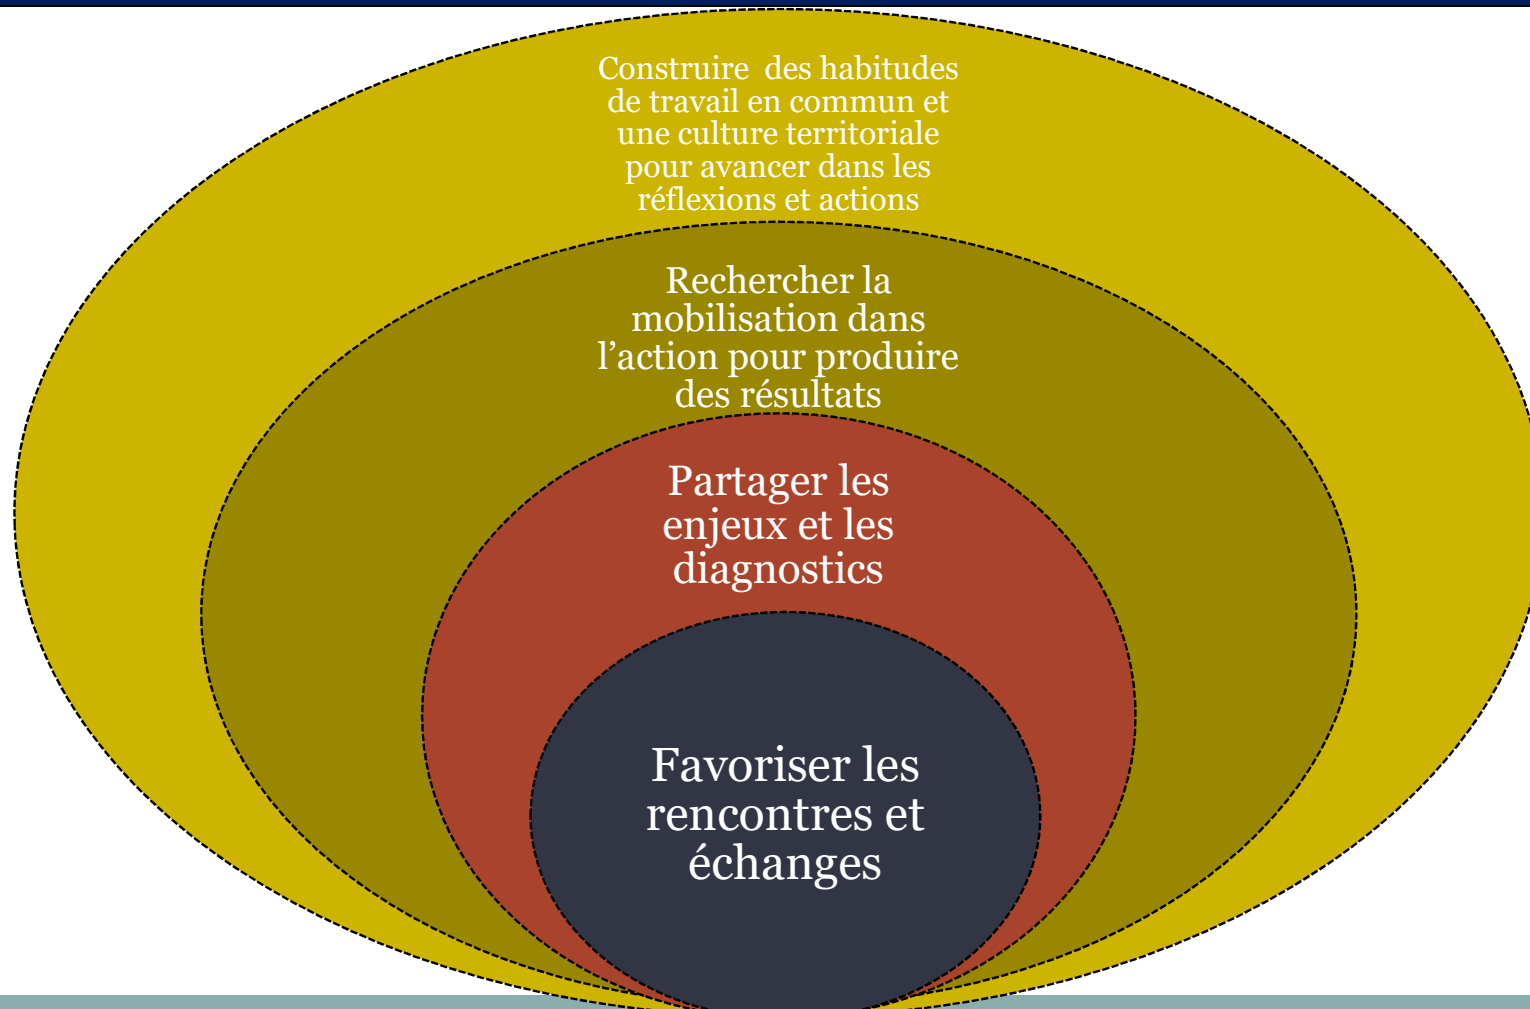 Construire  des habitudes
de travail en commun et
une culture territoriale
pour avancer dans les
réflexions et actions
Rechercher la
mobilisation dans
l’action pour produire
des résultats
Partager les
enjeux et les
diagnostics
Favoriser les
rencontres et
échanges